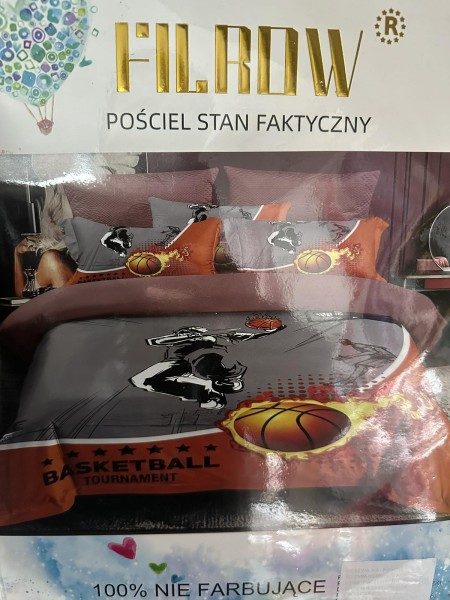 FILROW ®
POŚCIEL STAN FAKTYCZNY
BASKETBALL
TOURNAMENT
100% NIE FARBUJĄCE